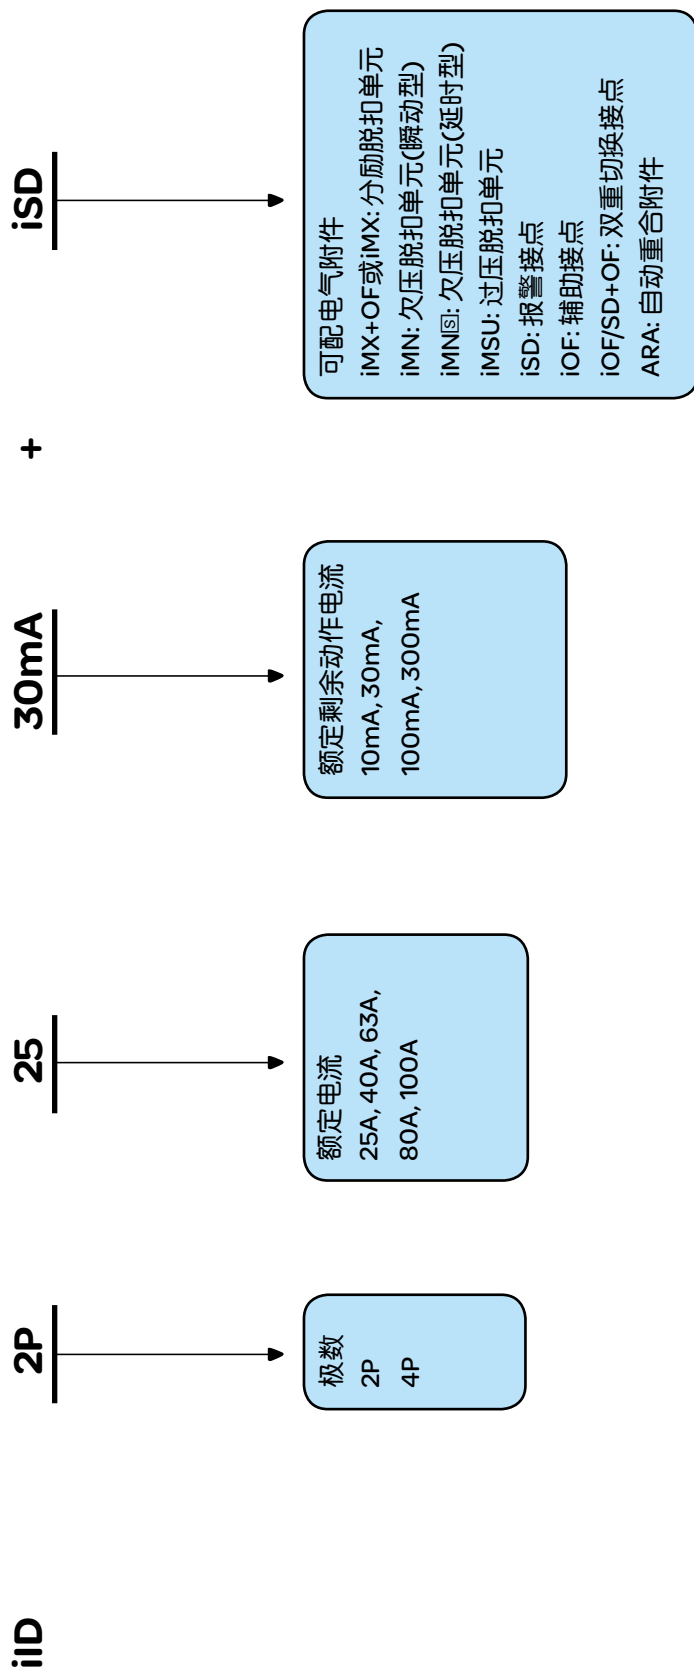 iID
2P
25
30mA
+
iSD
极数
2P
4P
额定电流
25A, 40A, 63A,
80A, 100A
额定剩余动作电流
10mA, 30mA,
100mA, 300mA
可配电气附件
iMX+OF或iMX: 分励脱扣单元
iMN: 欠压脱扣单元(瞬动型)
iMN🅂: 欠压脱扣单元(延时型)
iMSU: 过压脱扣单元
iSD: 报警接点
iOF: 辅助接点
iOF/SD+OF: 双重切换接点
ARA: 自动重合附件